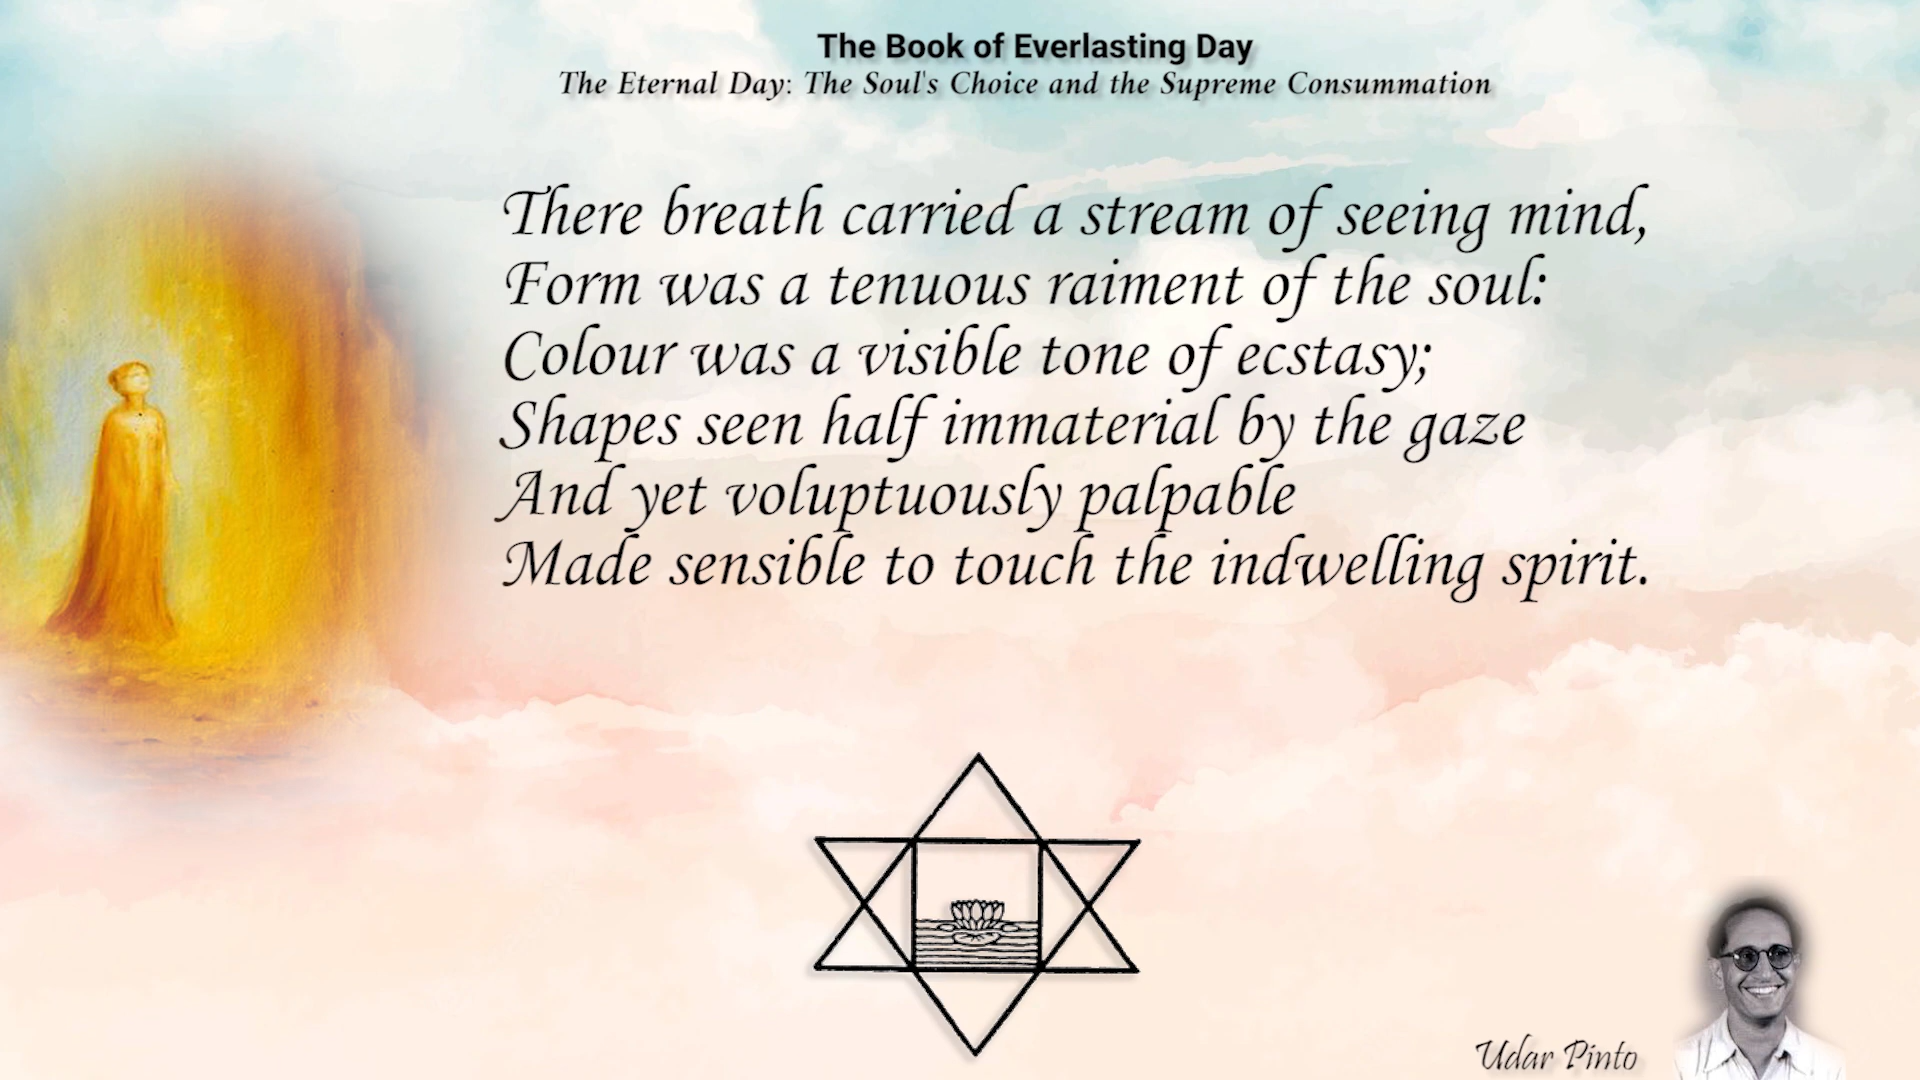 The Book of Everlasting Day
The Eternal Day: The Soul's Choice and the Supreme Consummation
There breath carried a stream of seeing mind,
Form was a tenuous raiment of the soul:
Colour was a visible tone of ecstasy;
Shapes seen half immaterial by the gaze
And yet voluptuously palpable
Made sensible to touch the indwelling spirit.
Udar Pinto